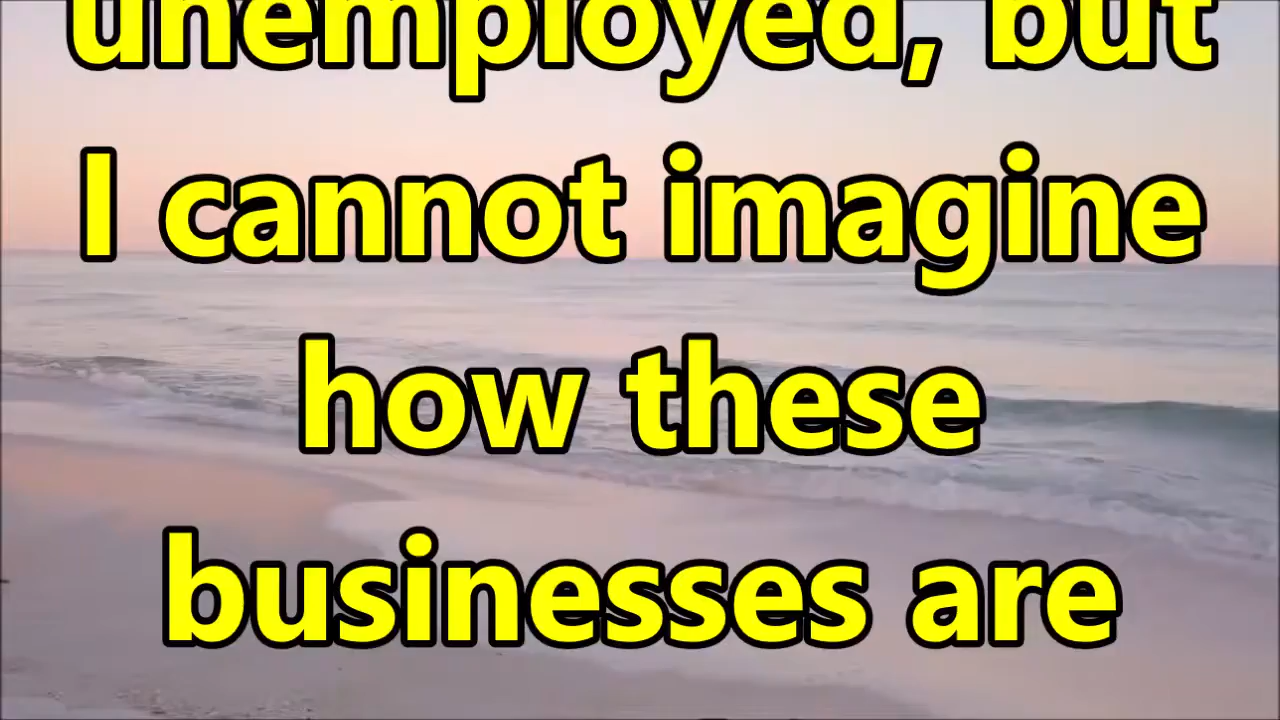 unemployed, but
I cannot imagine
how these
businesses are